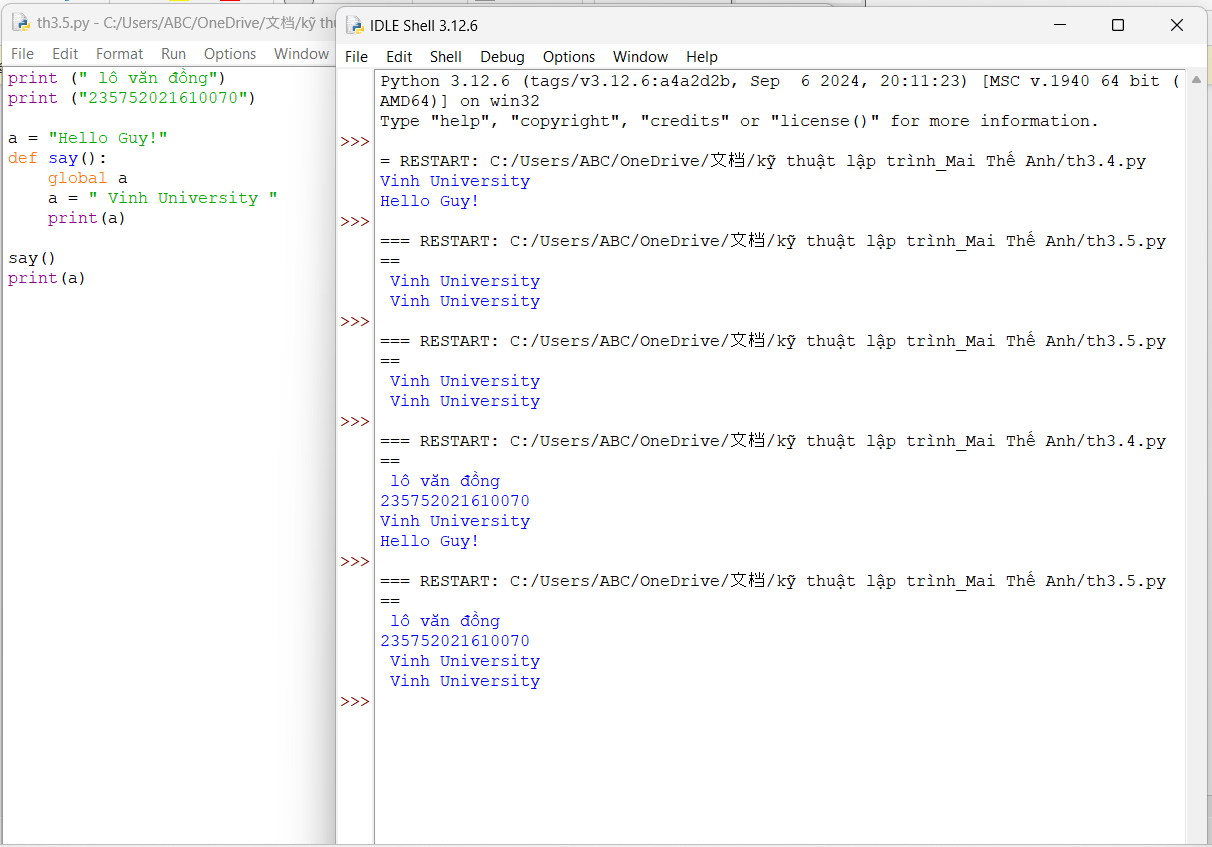 th3.5.py - C:/Users/ABC/OneDrive/文档/kỹ
File Edit Format Run Options Window
print (" lô văn đồng")
print ("235752021610070")
a = "Hello Guy!"
def say():
    global a
    a = " Vinh University "
    print(a)
say()
print(a)
IDLE Shell 3.12.6
File Edit Shell Debug Options Window Help
Python 3.12.6 (tags/v3.12.6:a4a2d2b, Sep  6 2024, 20:11:23) [MSC v.1940 64 bit (
AMD64)] on win32
Type "help", "copyright", "credits" or "license()" for more information.
>>>
= RESTART: C:/Users/ABC/OneDrive/文档/kỹ thuật lập trình_Mai Thế Anh/th3.4.py
Vinh University
Hello Guy!
>>>
=== RESTART: C:/Users/ABC/OneDrive/文档/kỹ thuật lập trình_Mai Thế Anh/th3.5.py
==
 Vinh University
 Vinh University
>>>
=== RESTART: C:/Users/ABC/OneDrive/文档/kỹ thuật lập trình_Mai Thế Anh/th3.5.py
==
 Vinh University
 Vinh University
>>>
=== RESTART: C:/Users/ABC/OneDrive/文档/kỹ thuật lập trình_Mai Thế Anh/th3.4.py
==
 lô văn đồng
235752021610070
Vinh University
Hello Guy!
>>>
=== RESTART: C:/Users/ABC/OneDrive/文档/kỹ thuật lập trình_Mai Thế Anh/th3.5.py
==
 lô văn đồng
235752021610070
 Vinh University
 Vinh University
>>>